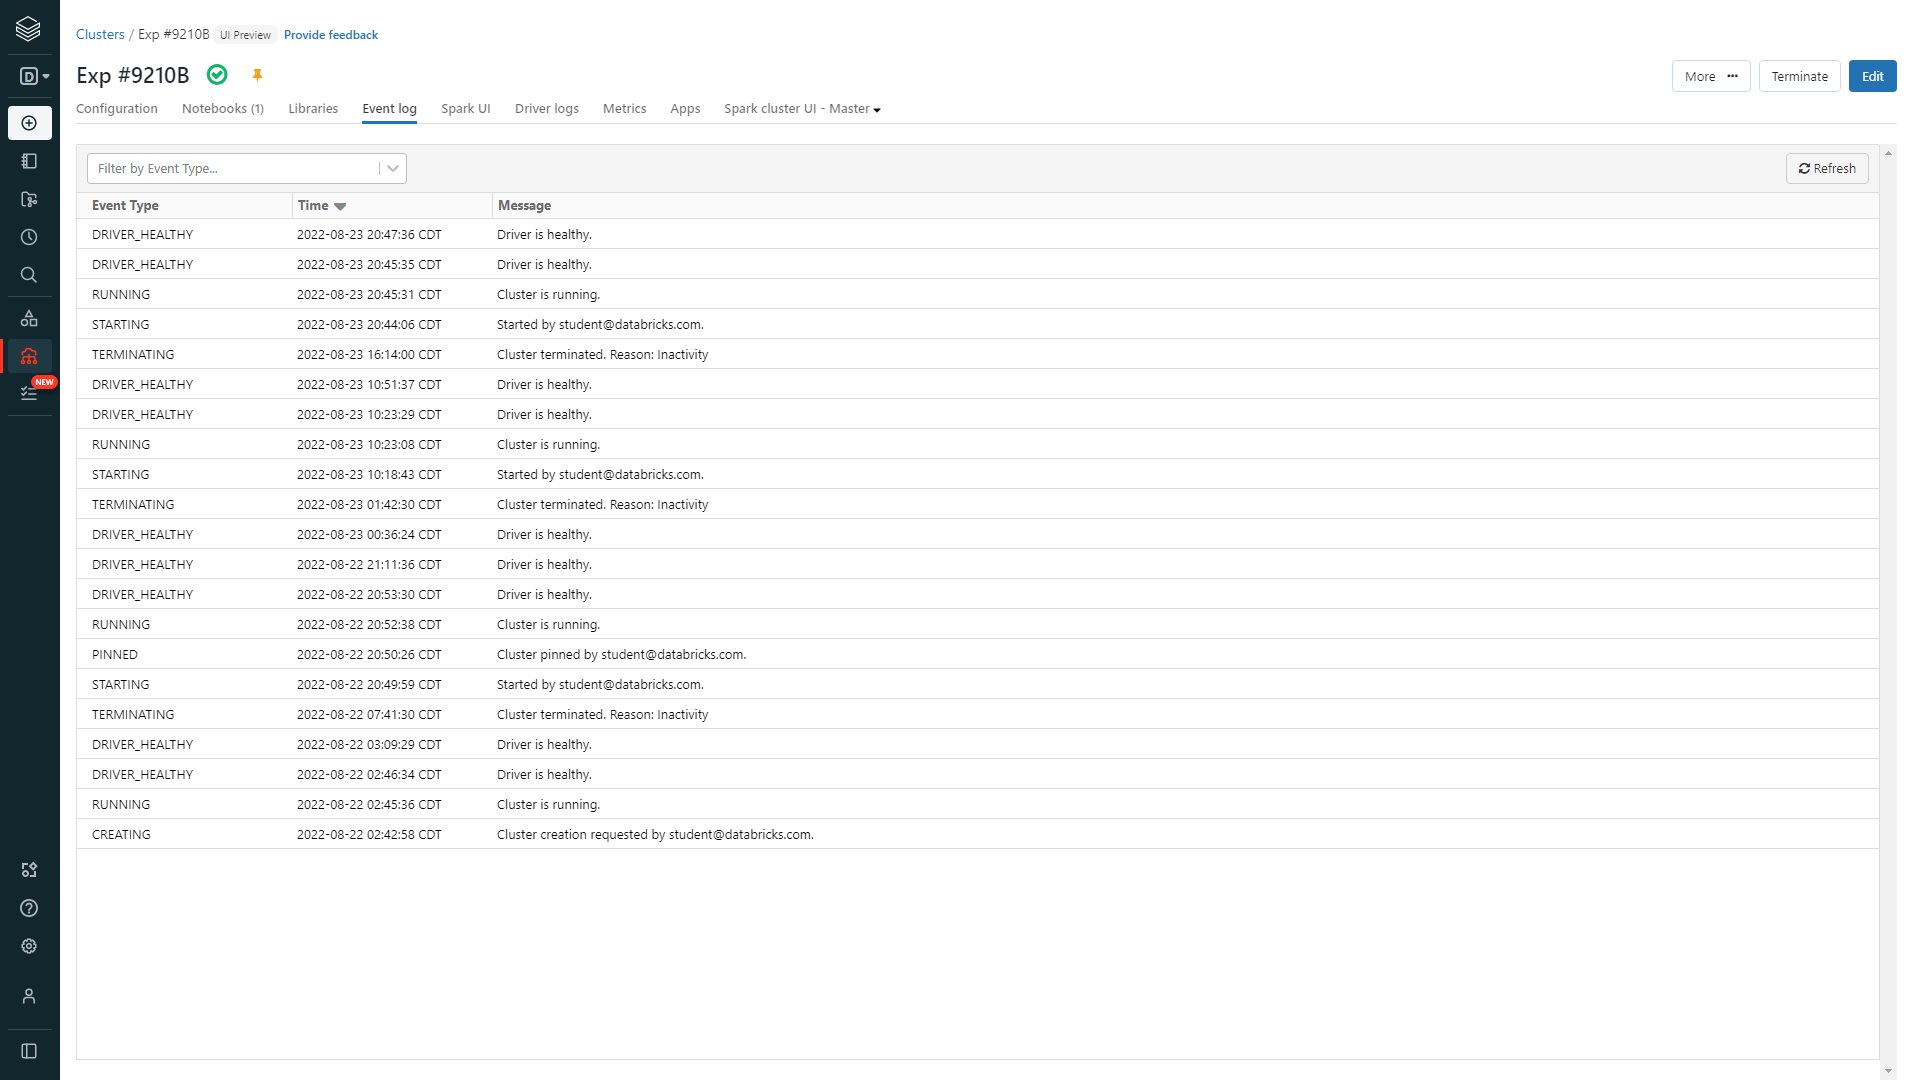 Clusters / Exp #9210B UI Preview Provide feedback
Exp #9210B
More ••• Terminate Edit
Configuration Notebooks (1) Libraries Event log Spark UI Driver logs Metrics Apps Spark cluster UI - Master
D
Filter by Event Type... Refresh
Event Type Time Message
DRIVER_HEALTHY 2022-08-23 20:47:36 CDT Driver is healthy.
DRIVER_HEALTHY 2022-08-23 20:45:35 CDT Driver is healthy.
RUNNING 2022-08-23 20:45:31 CDT Cluster is running.
STARTING 2022-08-23 20:44:06 CDT Started by student@databricks.com.
TERMINATING 2022-08-23 16:14:00 CDT Cluster terminated. Reason: Inactivity
DRIVER_HEALTHY 2022-08-23 10:51:37 CDT Driver is healthy.
NEW
DRIVER_HEALTHY 2022-08-23 10:23:29 CDT Driver is healthy.
RUNNING 2022-08-23 10:23:08 CDT Cluster is running.
STARTING 2022-08-23 10:18:43 CDT Started by student@databricks.com.
TERMINATING 2022-08-23 01:42:30 CDT Cluster terminated. Reason: Inactivity
DRIVER_HEALTHY 2022-08-23 00:36:24 CDT Driver is healthy.
DRIVER_HEALTHY 2022-08-22 21:11:36 CDT Driver is healthy.
DRIVER_HEALTHY 2022-08-22 20:53:30 CDT Driver is healthy.
RUNNING 2022-08-22 20:52:38 CDT Cluster is running.
PINNED 2022-08-22 20:50:26 CDT Cluster pinned by student@databricks.com.
STARTING 2022-08-22 20:49:59 CDT Started by student@databricks.com.
TERMINATING 2022-08-22 07:41:30 CDT Cluster terminated. Reason: Inactivity
DRIVER_HEALTHY 2022-08-22 03:09:29 CDT Driver is healthy.
DRIVER_HEALTHY 2022-08-22 02:46:34 CDT Driver is healthy.
RUNNING 2022-08-22 02:45:36 CDT Cluster is running.
CREATING 2022-08-22 02:42:58 CDT Cluster creation requested by student@databricks.com.